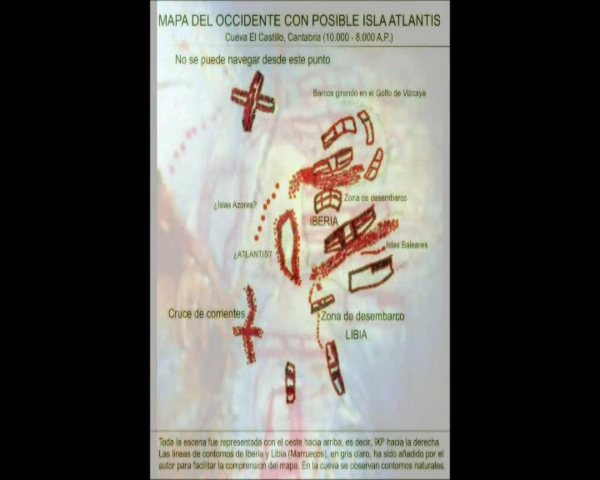 MAPA DEL OCCIDENTE CON POSIBLE ISLA ATLANTIS
Cueva El Castillo, Cantabria (10.000 - 8.000 A.P.)
No se puede navegar desde este punto
Barcos girando en el Golfo de Vizcaya
¿Islas Azores?
Zona de desembarco
IBERIA
Islas Baleares
¿ATLANTIS?
Cruce de corrientes
Zona de desembarco
LIBIA
Toda la escena fue representada con el oeste hacia arriba, es decir, 90º hacia la derecha.
Las líneas de contornos de Iberia y Libia (Marruecos), en gris claro, ha sido añadido por el
autor para facilitar la comprensión del mapa. En la cueva se observan contornos naturales.